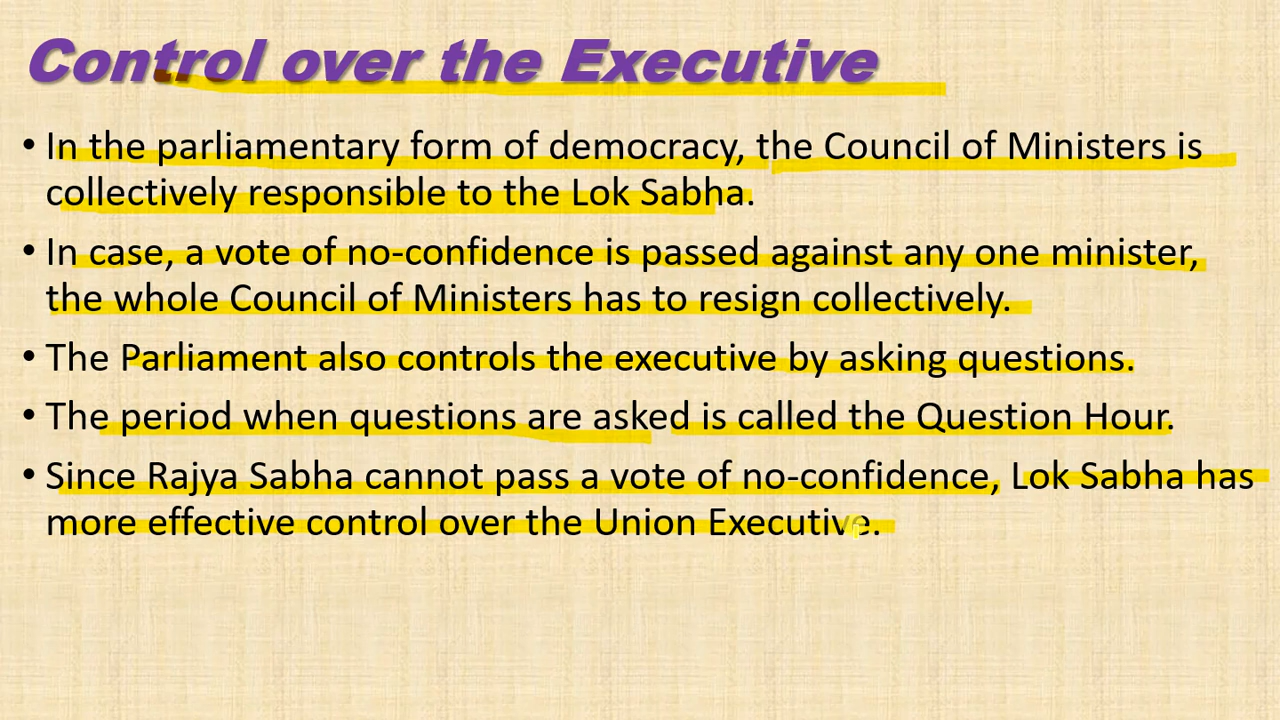 Control over the Executive
• In the parliamentary form of democracy, the Council of Ministers is
collectively responsible to the Lok Sabha.
• In case, a vote of no-confidence is passed against any one minister,
the whole Council of Ministers has to resign collectively.
• The Parliament also controls the executive by asking questions.
• The period when questions are asked is called the Question Hour.
• Since Rajya Sabha cannot pass a vote of no-confidence, Lok Sabha has
more effective control over the Union Executive.